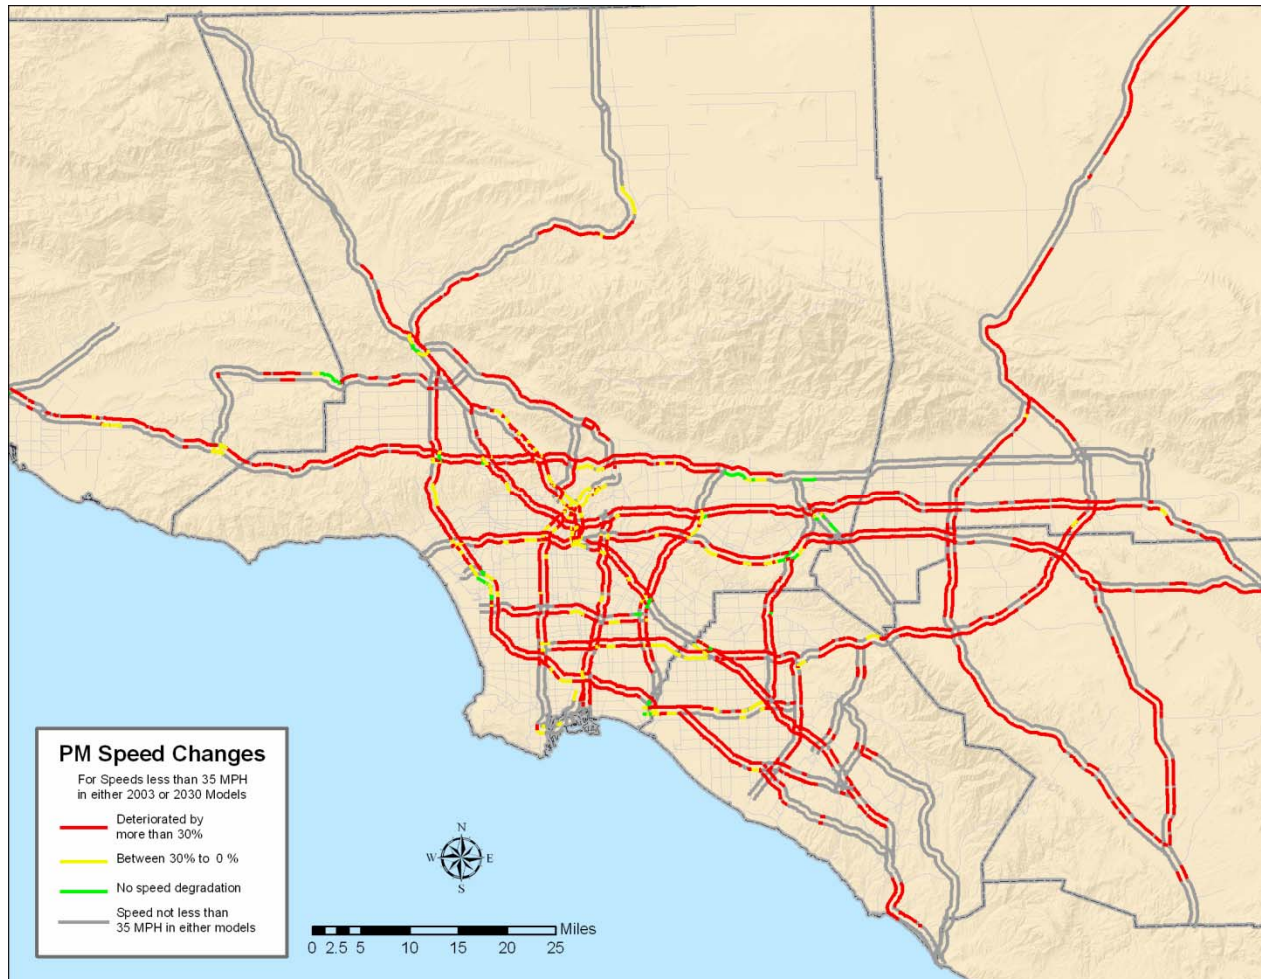 PM Speed Changes
For Speeds less than 35 MPH
in either 2003 or 2030 Models
Deteriorated by
more than 30%
Between 30% to 0 %
No speed degradation
Speed not less than
35 MPH in either models
N
W E
S
Miles
0 2.5 5 10 15 20 25